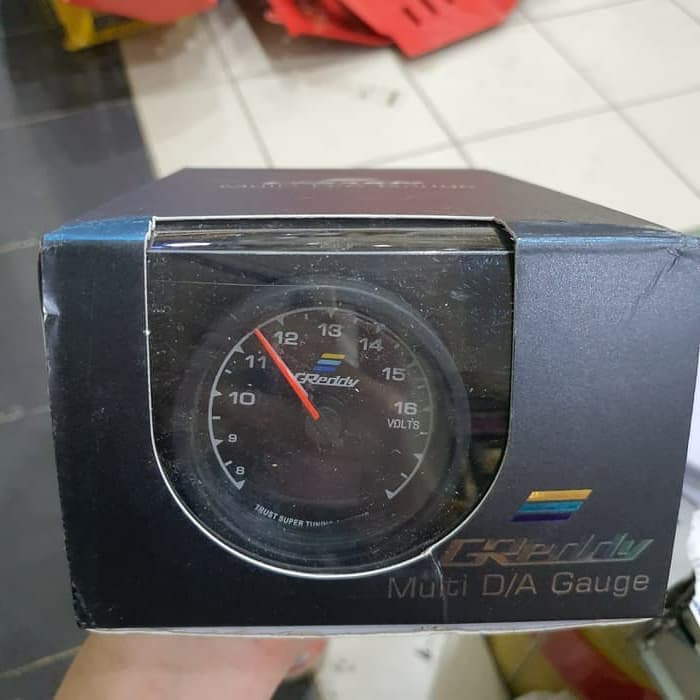 13
12
14
11
15
10
16
VOLTS
9
8
GReddy
TRUST SUPER TUNING
GReddy
Multi D/A Gauge